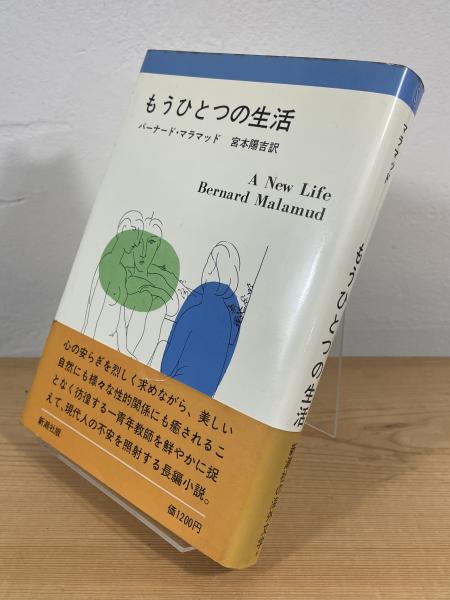 もうひとつの生活
バーナード・マラマッド 宮本陽吉訳
A New Life
Bernard Malamud
心の安らぎを烈しく求めながら、美しい
自然にも様々な性的関係にも癒されるこ
となく彷徨する一青年教師を鮮やかに捉
えて、現代人の不安を照射する長編小説。
新潮社版
価1200円
もうひとつの生活